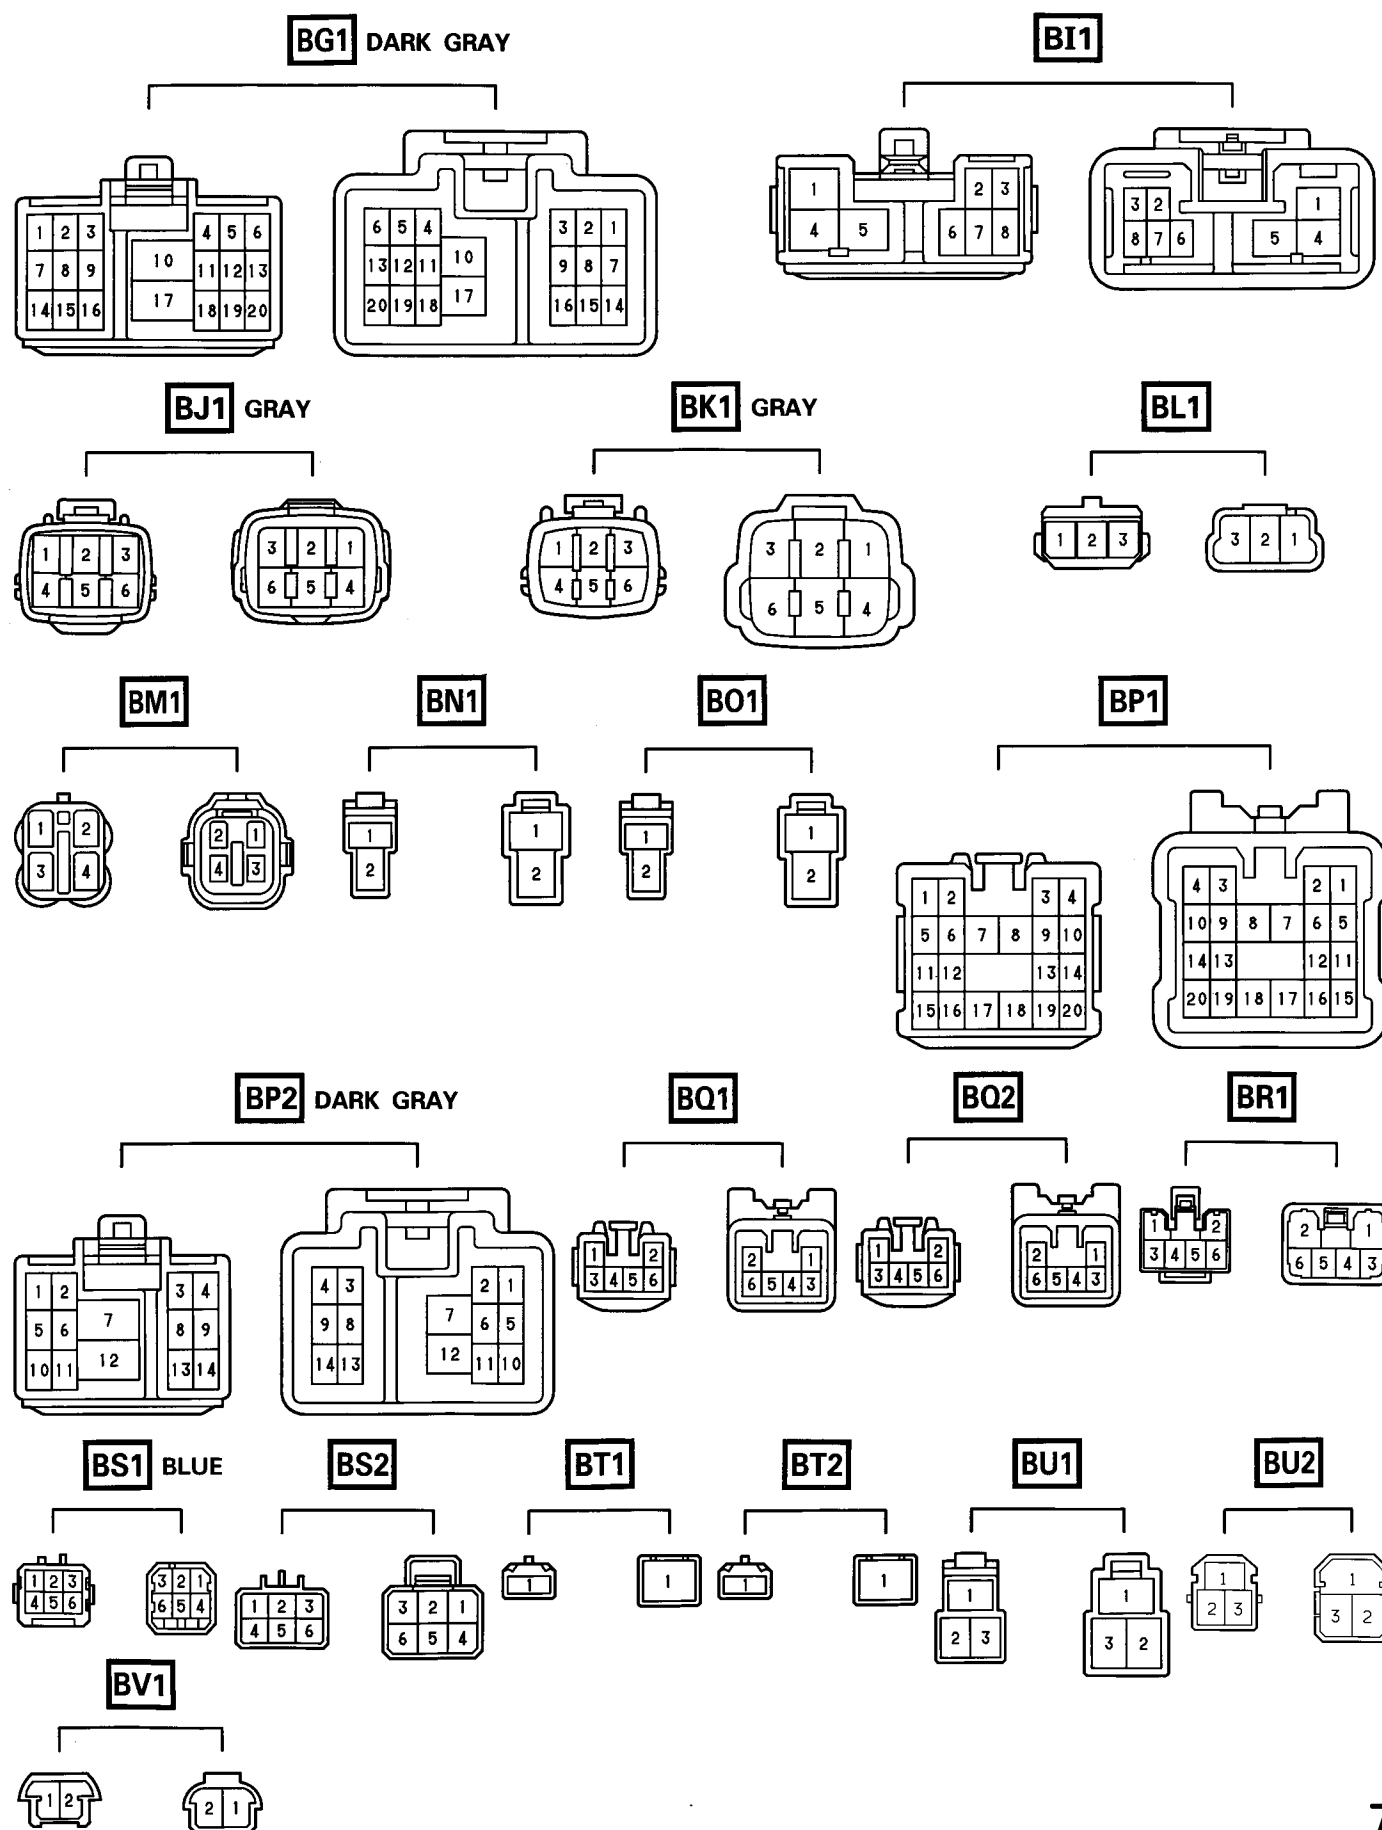 BG1 DARK GRAY
BI1
1 2 3 4 5 6
7 8 9 10 11 12 13
14 15 16 17 18 19 20
6 5 4 3 2 1
13 12 11 10 9 8 7
20 19 18 17 16 15 14
1 2 3
4 5 6 7 8
3 2 1
8 7 6 5 4
BJ1 GRAY
BK1 GRAY
BL1
1 2 3
4 5 6
3 2 1
6 5 4
1 2 3
4 5 6
3 2 1
6 5 4
1 2 3
3 2 1
BM1
BN1
BO1
BP1
1 2
3 4
2 1
4 3
1
2
1
2
1
2
1
2
1 2 3 4
5 6 7 8 9 10
11 12 13 14
15 16 17 18 19 20
4 3 2 1
10 9 8 7 6 5
14 13 12 11
20 19 18 17 16 15
BP2 DARK GRAY
BQ1
BQ2
BR1
1 2 3 4
5 6 7 8 9
10 11 12 13 14
4 3 2 1
9 8 7 6 5
14 13 12 11 10
1 2
3 4 5 6
2 1
6 5 4 3
1 2
3 4 5 6
2 1
6 5 4 3
1 2
3 4 5 6
2 1
6 5 4 3
BS1 BLUE
BS2
BT1
BT2
BU1
BU2
1 2 3
4 5 6
3 2 1
6 5 4
1 2 3
4 5 6
3 2 1
6 5 4
1
1
1
1
1
2 3
1
3 2
1
2 3
1
3 2
BV1
1 2
2 1
7